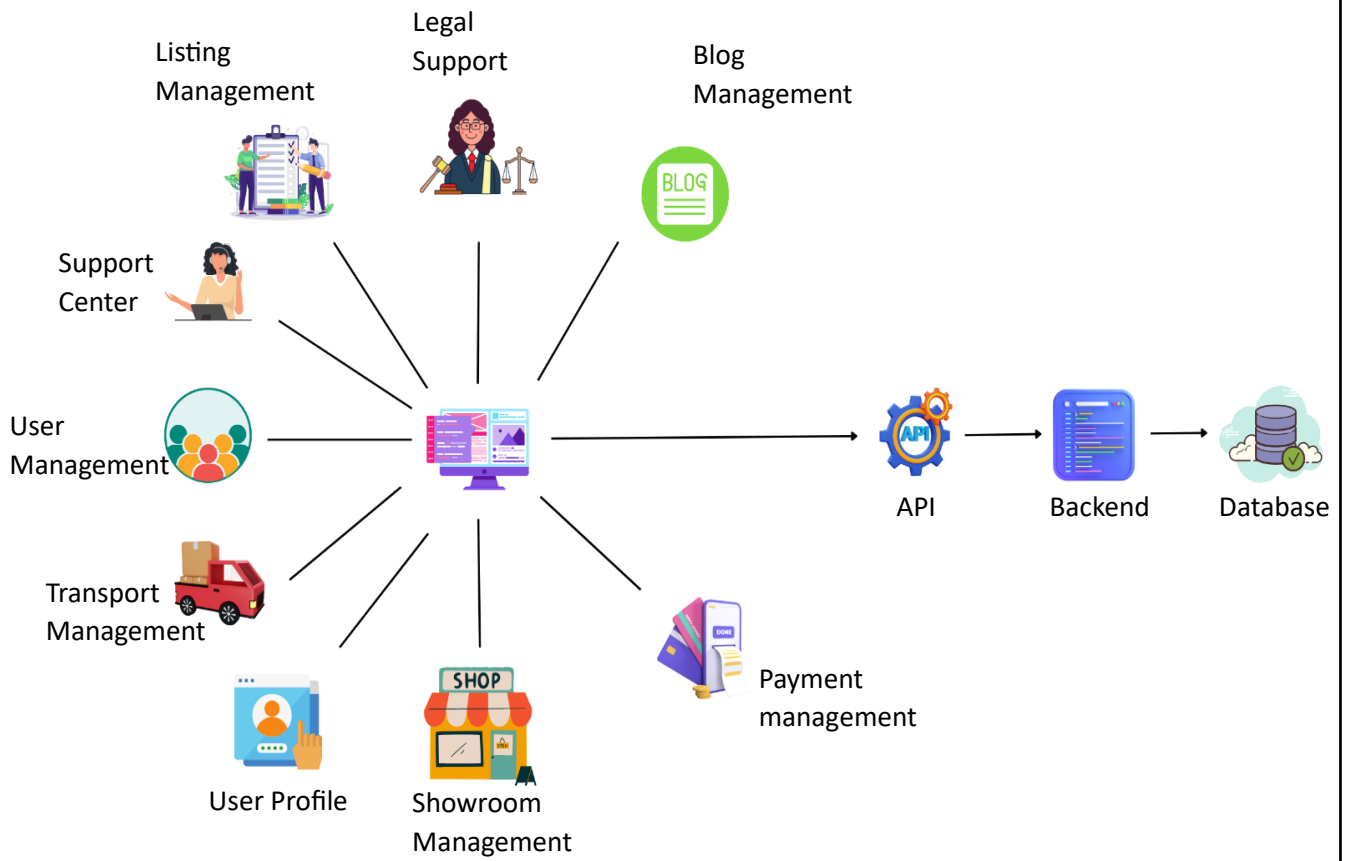 Legal
Support
Listing
Management
Blog
Management
BLOG
Support
Center
User
Management
API
API
Backend
Database
Transport
Management
DONE
SHOP
Payment
management
User Profile
Showroom
Management